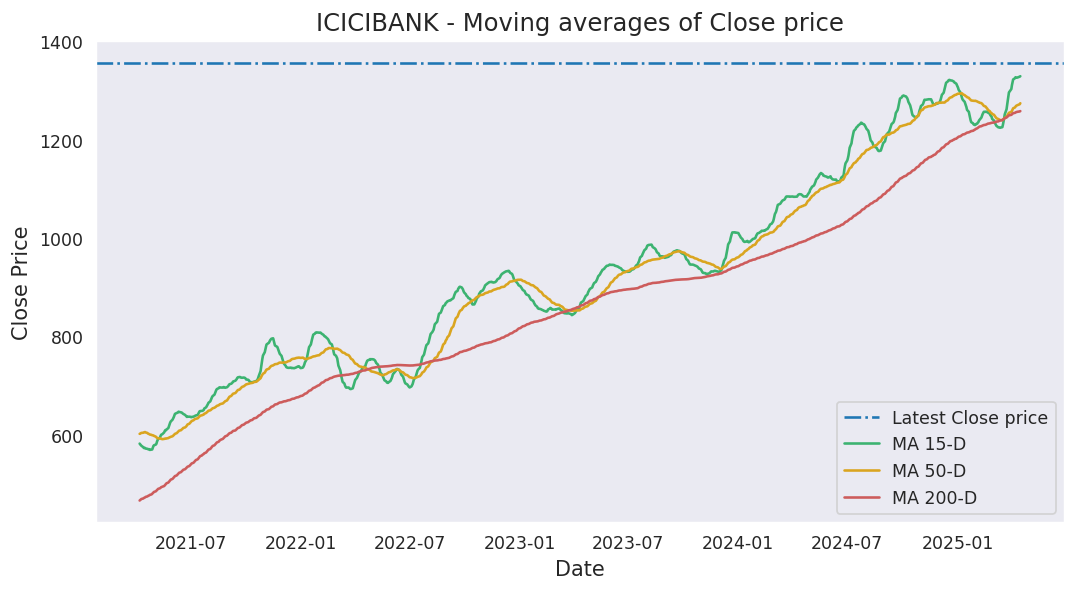 ICICIBANK - Moving averages of Close price
Close Price
1400
1200
1000
800
600
2021-07
2022-01
2022-07
2023-01
2023-07
2024-01
2024-07
2025-01
Date
Latest Close price
MA 15-D
MA 50-D
MA 200-D